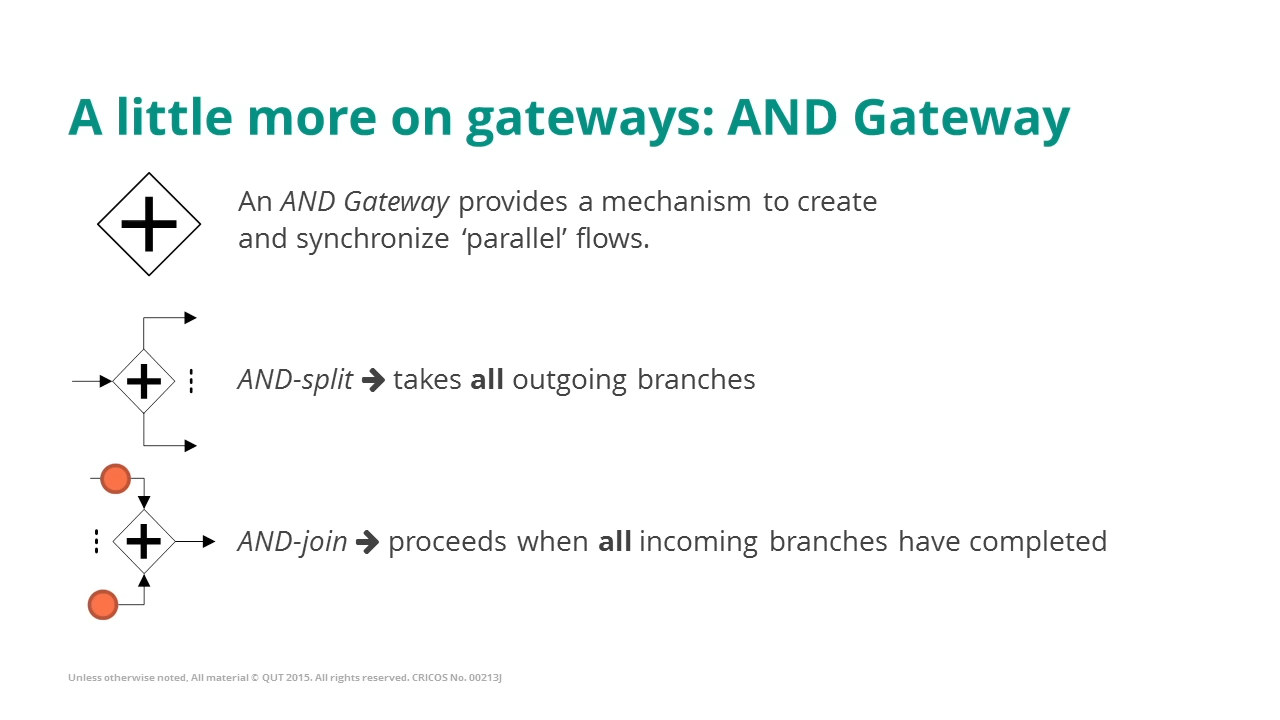 A little more on gateways: AND Gateway
An AND Gateway provides a mechanism to create
and synchronize ‘parallel’ flows.
AND-split ➔ takes all outgoing branches
AND-join ➔ proceeds when all incoming branches have completed
Unless otherwise noted, All material © QUT 2015. All rights reserved. CRICOS No. 00213J